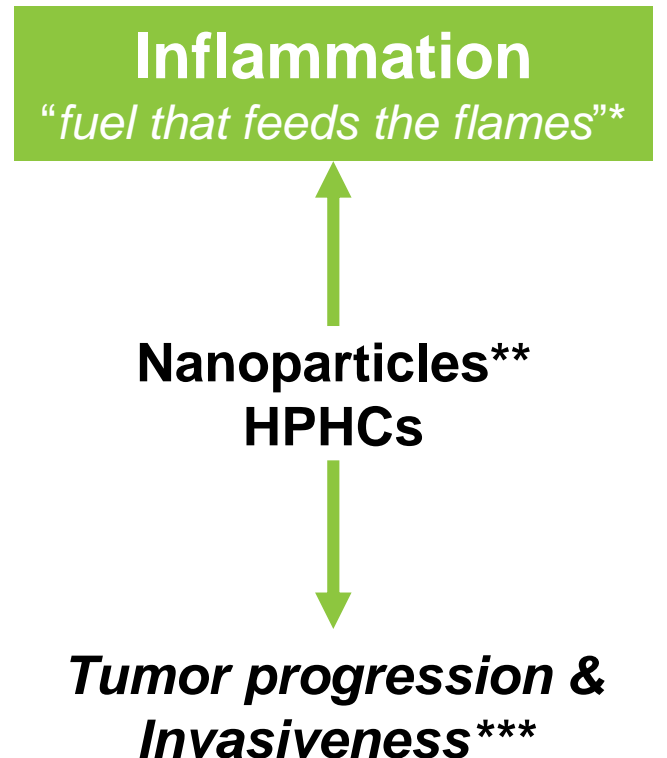 Inflammation
“fuel that feeds the flames”*
Nanoparticles**
HPHCs
Tumor progression &
Invasiveness***